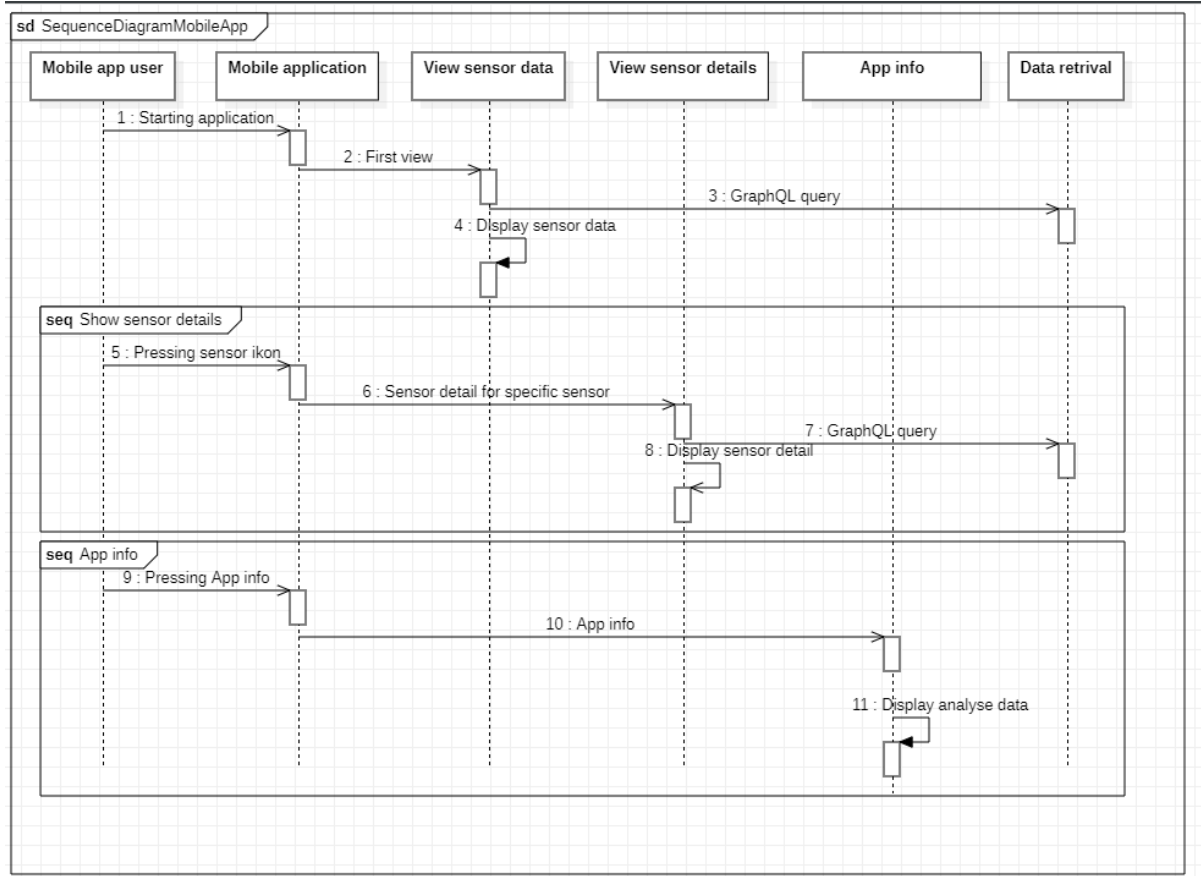 sd SequenceDiagramMobileApp
Mobile app user
Mobile application
View sensor data
View sensor details
App info
Data retrival
1 : Starting application
2 : First view
3 : GraphQL query
4 : DIsplay sensor data
seq Show sensor details
5 : Pressing sensor ikon
6 : Sensor detail for specific sensor
7 : GraphQL query
8 : Display sensor detail
seq App info
9 : Pressing App info
10 : App info
11 : Display analyse data